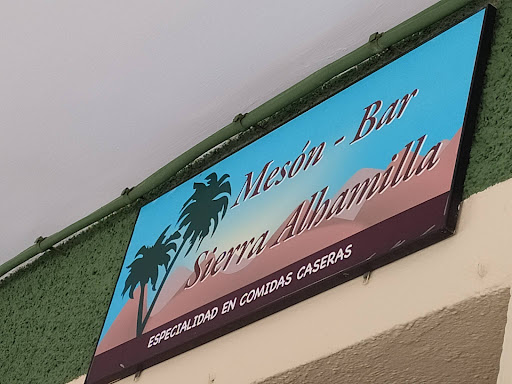 Mesón - Bar
Sierra Alhamilla
ESPECIALIDAD EN COMIDAS CASERAS